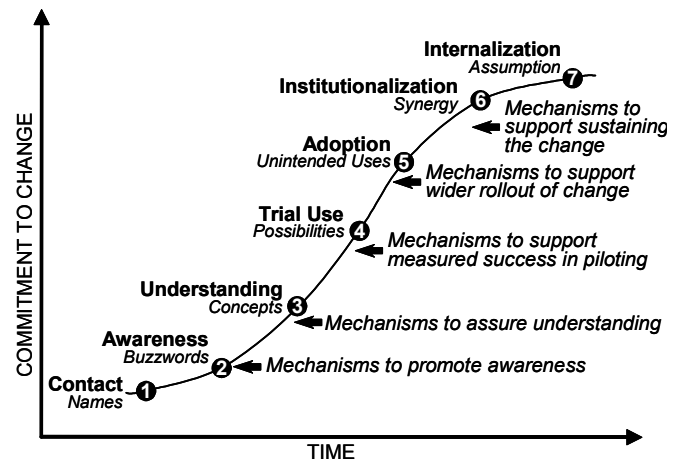 Internalization
Assumption
7
Institutionalization
Synergy
6
Mechanisms to
support sustaining
the change
Adoption
Unintended Uses
5
Mechanisms to support
wider rollout of change
Trial Use
Possibilities
4
Mechanisms to support
measured success in piloting
Understanding
Concepts
3
Mechanisms to assure understanding
Awareness
Buzzwords
2
Mechanisms to promote awareness
Contact
Names
1
COMMITMENT TO CHANGE
TIME